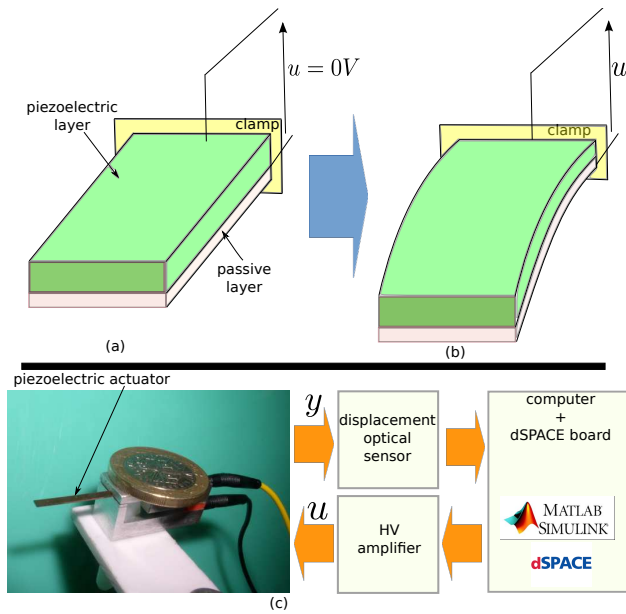 u = 0V
clamp
piezoelectric
layer
passive
layer
(a)
u
clamp
(b)
piezoelectric actuator
y
displacement
optical
sensor
computer
+
dSPACE board
u
HV
amplifier
MATLAB
SIMULINK®
dSPACE
(c)